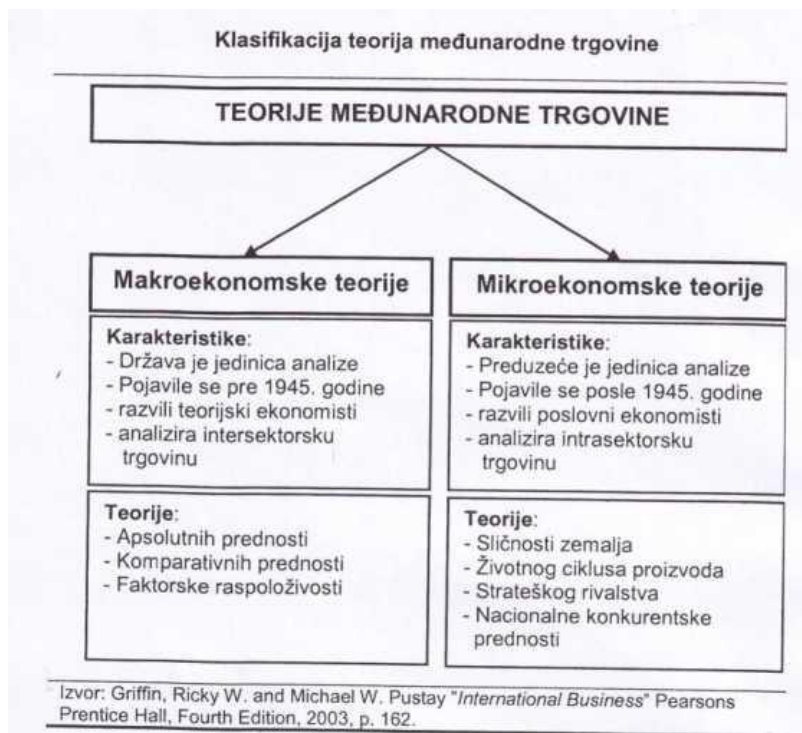 Klasifikacija teorija međunarodne trgovine
TEORIJE MEĐUNARODNE TRGOVINE
Makroekonomske teorije
Karakteristike:
- Država je jedinica analize
- Pojavile se pre 1945. godine
- razvili teorijski ekonomisti
- analizira intersektorsku
trgovinu
Teorije:
- Apsolutnih prednosti
- Komparativnih prednosti
- Faktorske raspoloživosti
Mikroekonomske teorije
Karakteristike:
- Preduzeće je jedinica analize
- Pojavile se posle 1945. godine
- razvili poslovni ekonomisti
- analizira intrasektorsku
trgovinu
Teorije:
- Sličnosti zemalja
- Životnog ciklusa proizvoda
- Strateškog rivalstva
- Nacionalne konkurentske
prednosti
Izvor: Griffin, Ricky W. and Michael W. Pustay "International Business" Pearsons
Prentice Hall, Fourth Edition, 2003, p. 162.